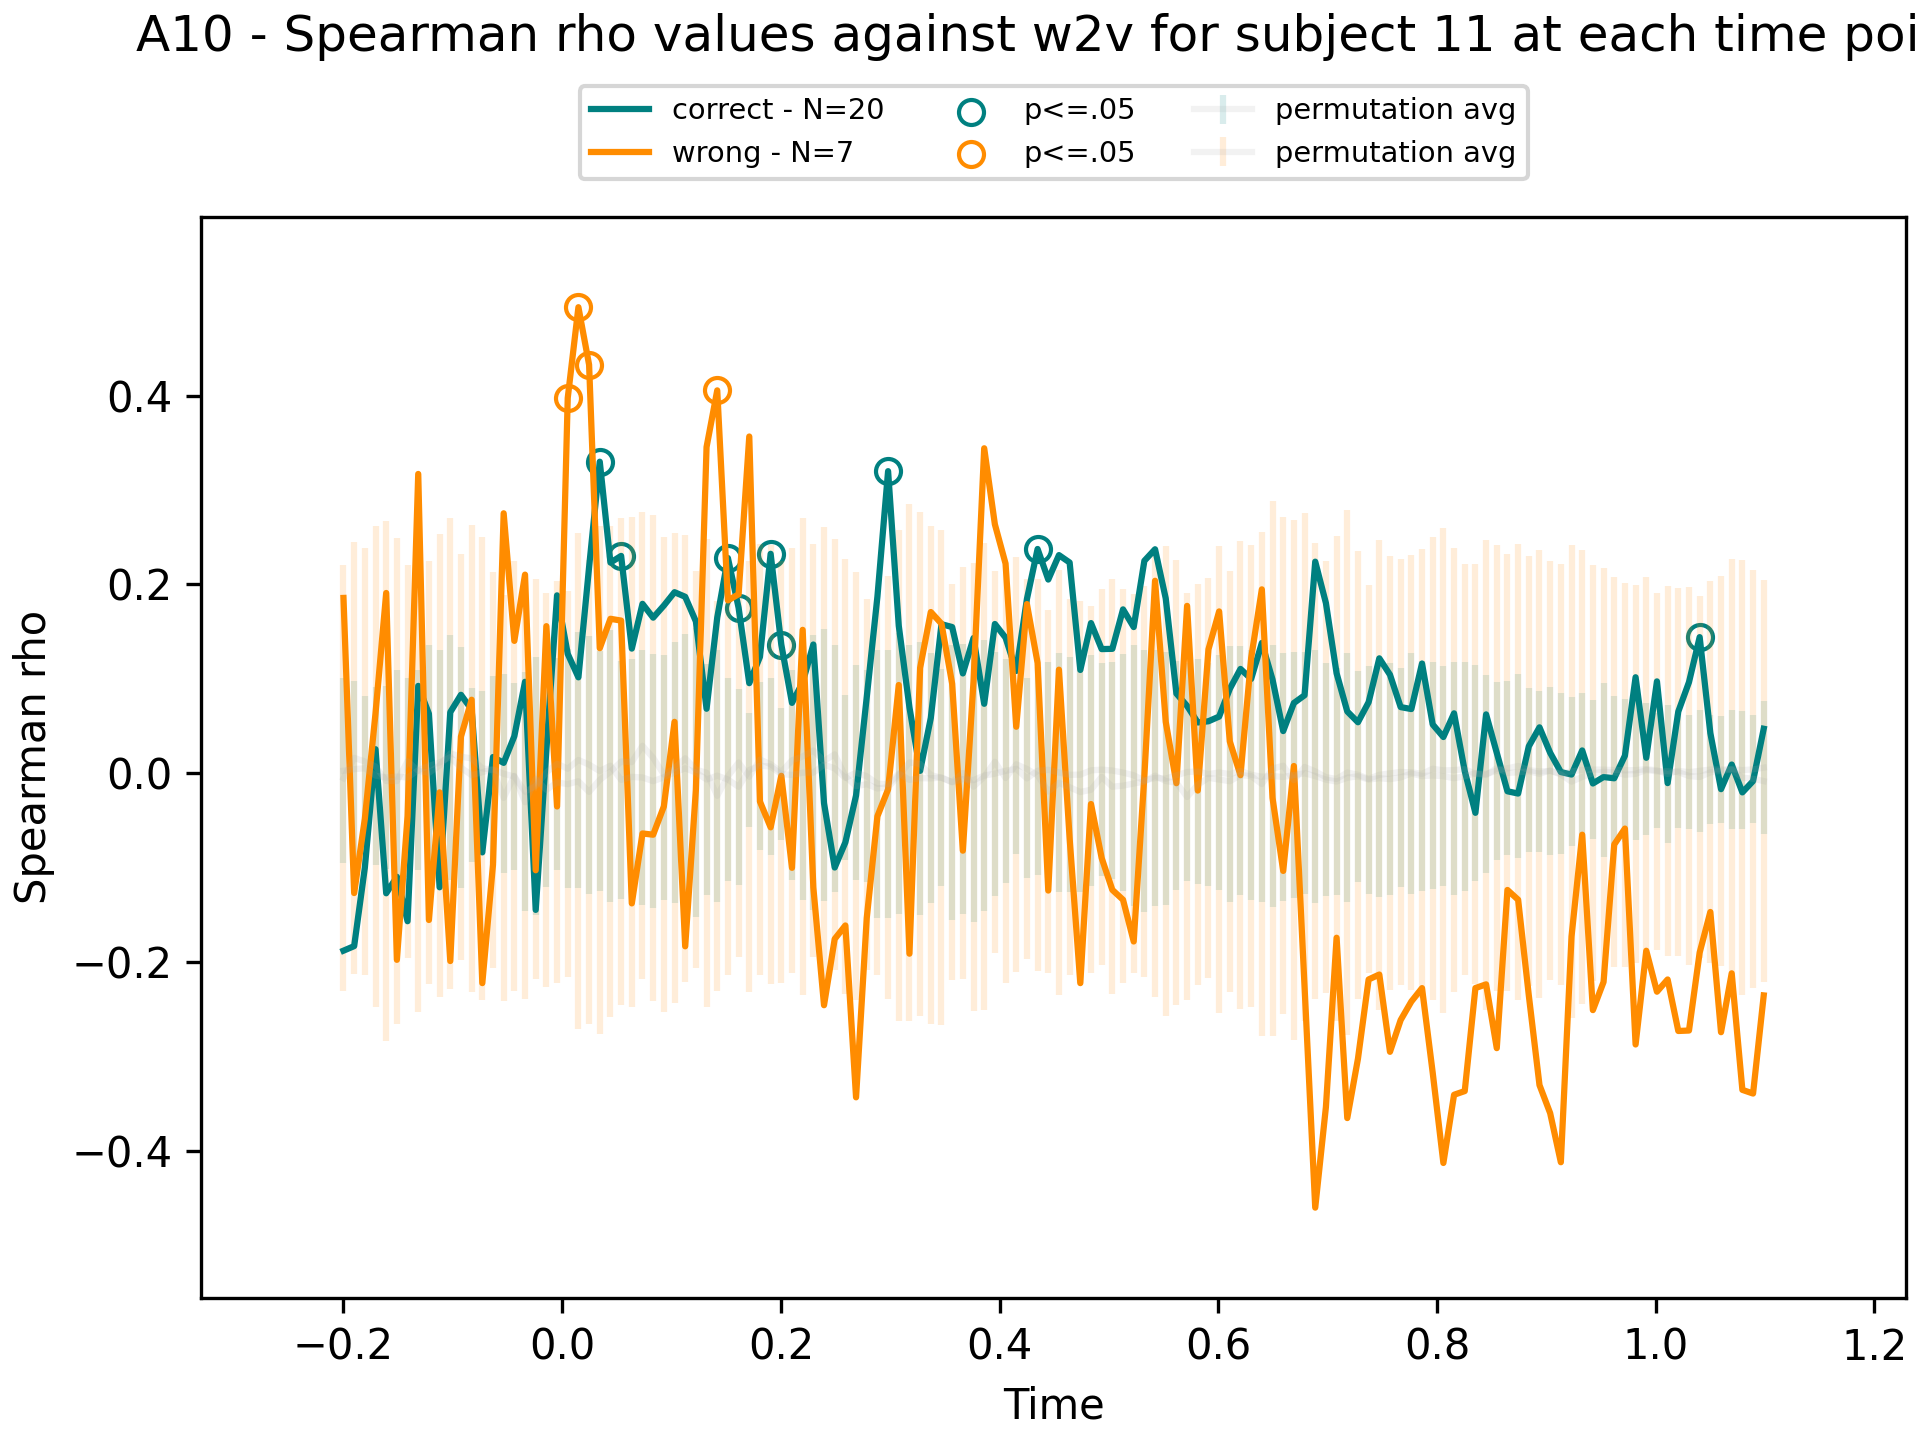 A10 - Spearman rho values against w2v for subject 11 at each time poi
correct - N=20
wrong - N=7
p<=.05
p<=.05
permutation avg
permutation avg
Spearman rho
0.4
0.2
0.0
−0.2
−0.4
−0.2 0.0 0.2 0.4 0.6 0.8 1.0 1.2
Time